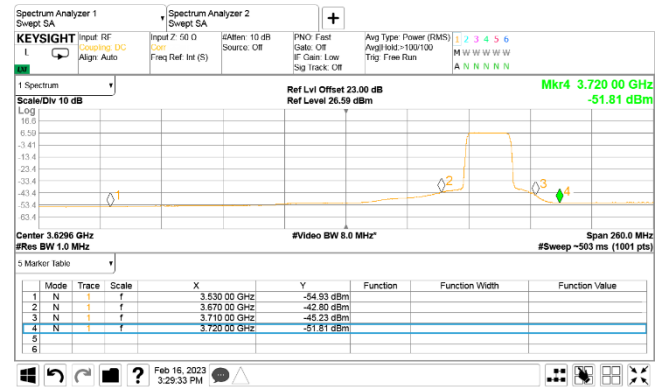 Spectrum Analyzer 1
Swept SA
Spectrum Analyzer 2
Swept SA
KEYSIGHT
L
Input: RF
Coupling: DC
Align: Auto
Input Z: 50 Ω
Corr
Freq Ref: Int (S)
#Atten: 10 dB
Source: Off
PNO: Fast
Gate: Off
IF Gain: Low
Sig Track: Off
Avg Type: Power (RMS)
Avg|Hold:>100/100
Trig: Free Run
1 2 3 4 5 6
M W W W W W
A N N N N N
1 Spectrum
Scale/Div 10 dB
Log
Ref Lvl Offset 23.00 dB
Ref Level 26.59 dBm
Mkr4 3.720 00 GHz
-51.81 dBm
16.6
6.59
-3.41
-13.4
-23.4
-33.4
-43.4
-53.4
-63.4
1
2
3
4
Center 3.6296 GHz
#Res BW 1.0 MHz
#Video BW 8.0 MHz*
Span 260.0 MHz
#Sweep ~503 ms (1001 pts)
5 Marker Table
Mode Trace Scale X Y Function Function Width Function Value
1 N 1 f 3.530 00 GHz -54.93 dBm
2 N 1 f 3.670 00 GHz -42.80 dBm
3 N 1 f 3.710 00 GHz -45.23 dBm
4 N 1 f 3.720 00 GHz -51.81 dBm
5
6
?
Feb 16, 2023
3:29:33 PM